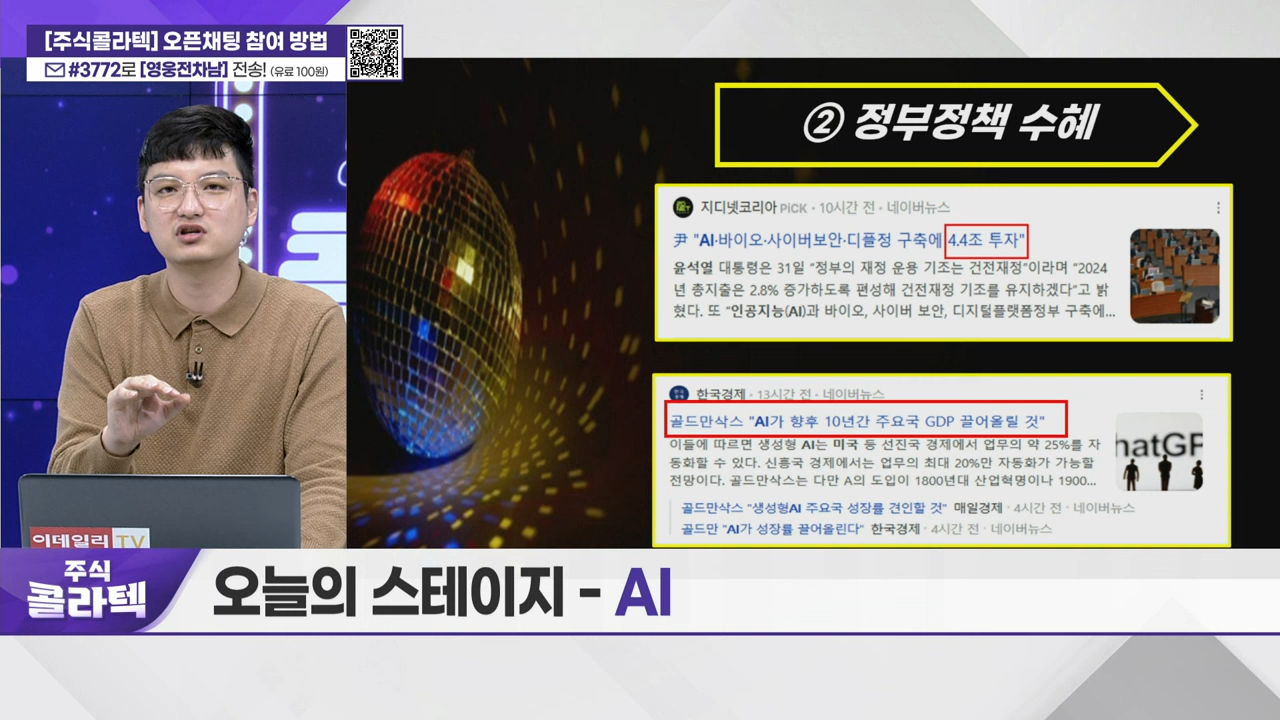 [주식콜라텍] 오픈채팅 참여 방법
#3772로 [영웅전차남] 전송! (유료 100원)
② 정부정책 수혜
지디넷코리아 PiCK · 10시간 전 · 네이버뉴스
尹 "AI·바이오·사이버보안·디플정 구축에 4.4조 투자"
윤석열 대통령은 31일 "정부의 재정 운용 기조는 건전재정"이라며 "2024
년 총지출은 2.8% 증가하도록 편성해 건전재정 기조를 유지하겠다"고 밝
혔다. 또 "인공지능(AI)과 바이오, 사이버 보안, 디지털플랫폼정부 구축에...
한국경제 · 13시간 전 · 네이버뉴스
골드만삭스 "AI가 향후 10년간 주요국 GDP 끌어올릴 것"
이들에 따르면 생성형 AI는 미국 등 선진국 경제에서 업무의 약 25%를 자
동화할 수 있다. 신흥국 경제에서는 업무의 최대 20%만 자동화가 가능할
전망이다. 골드만삭스는 다만 A의 도입이 1800년대 산업혁명이나 1900...
hatGP
골드만삭스 "생성형AI 주요국 성장률 견인할 것" 매일경제 · 4시간 전 · 네이버뉴스
골드만 "AI가 성장률 끌어올린다" 한국경제 · 4시간 전 · 네이버뉴스
이데일리 TV
주식
콜라텍
오늘의 스테이지 - AI